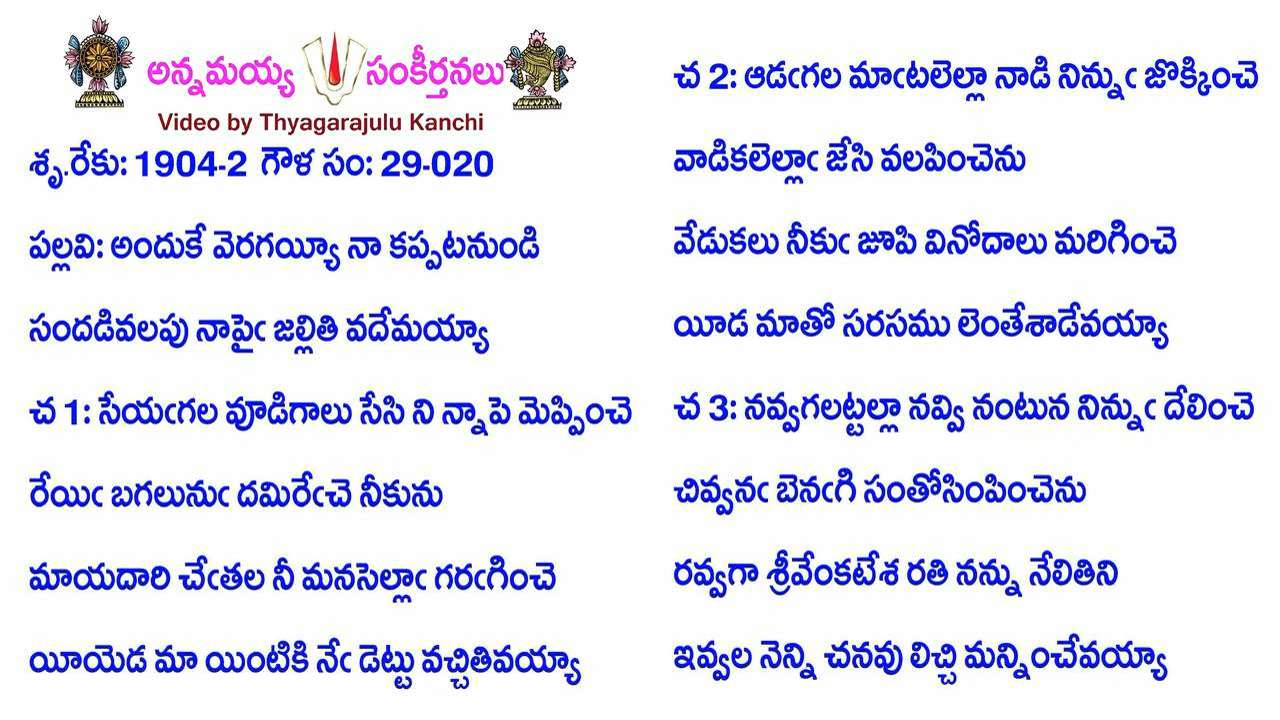 అన్నమయ్య సంకీర్తనలు
Video by Thyagarajulu Kanchi
శృ.రేకు: 1904-2 గౌళ సం: 29-020
పల్లవి: అందుకే వెరగయ్యీ నా కప్పటనుండి
సందడివలపు నాపైఁ జల్లితి వదేమయ్యా
చ 1: సేయఁగల వూడిగాలు సేసి ని న్నాపె మెప్పించె
రేయిఁ బగలునుఁ దమిరేఁచె నీకును
మాయదారి చేఁతల నీ మనసెల్లాఁ గరఁగించె
యీయెడ మా యింటికి నేఁ డెట్టు వచ్చితివయ్యా
చ 2: ఆడఁగల మాఁటలెల్లా నాడి నిన్నుఁ జొక్కించె
వాడికలెల్లాఁ జేసి వలపించెను
వేడుకలు నీకుఁ జూపి వినోదాలు మరిగించె
యీడ మాతో సరసము లెంతేశాడేవయ్యా
చ 3: నవ్వగలట్టల్లా నవ్వి నంటున నిన్నుఁ దేలించె
చివ్వనఁ బెనఁగి సంతోసింపించెను
రవ్వగా శ్రీవేంకటేశ రతి నన్ను నేలితిని
ఇవ్వల నెన్ని చనవు లిచ్చి మన్నించేవయ్యా